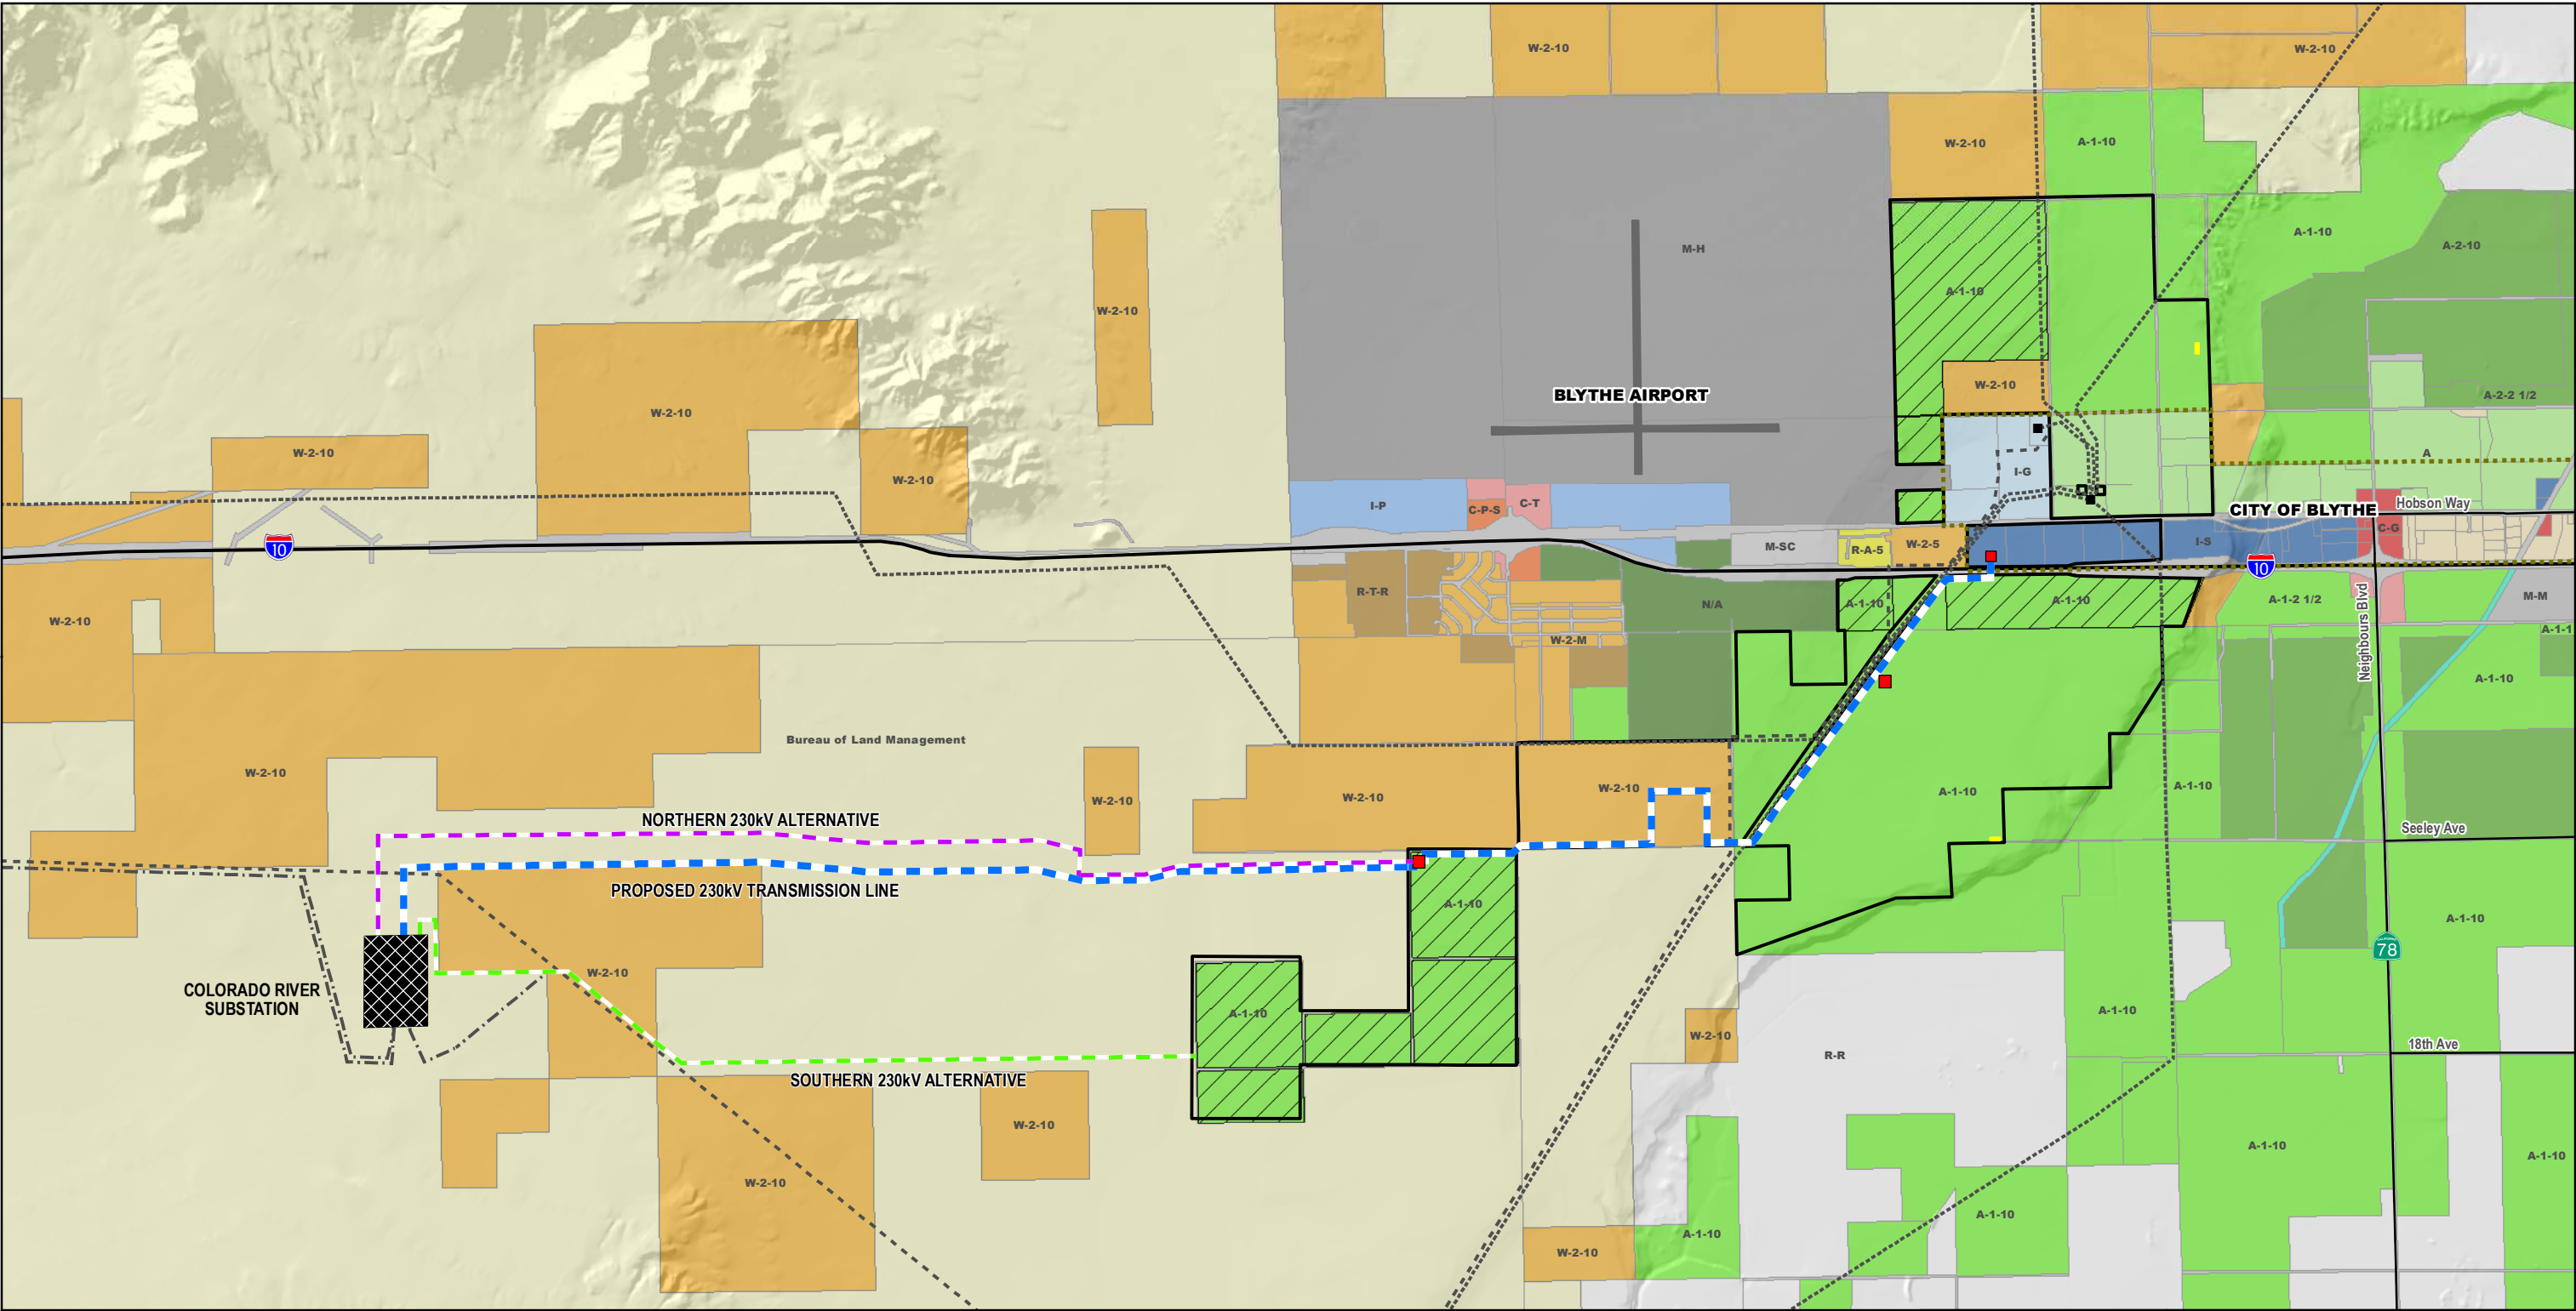 W-2-10
W-2-10
W-2-10
A-1-10
A-1-10
A-2-10
M-H
A-1-10
W-2-10
W-2-10
W-2-10
BLYTHE AIRPORT
A-2-2 1/2
W-2-10
W-2-10
W-2-10
I-G
A
I-P
C-P-S
C-T
CITY OF BLYTHE
Hobson Way
C-G
10
M-SC
R-A-5
W-2-5
I-S
10
R-T-R
N/A
A-1-10
A-1-10
A-1-2 1/2
M-M
W-2-10
W-2-M
Neighbours Blvd
A-1-1
A-1-10
Bureau of Land Management
W-2-10
W-2-10
W-2-10
W-2-10
A-1-10
A-1-10
NORTHERN 230kV ALTERNATIVE
Seeley Ave
PROPOSED 230kV TRANSMISSION LINE
A-1-10
A-1-10
CALIFORNIA
78
W-2-10
COLORADO RIVER
SUBSTATION
A-1-10
A-1-10
W-2-10
R-R
18th Ave
SOUTHERN 230kV ALTERNATIVE
W-2-10
A-1-10
A-1-10
W-2-10
A-1-10
A-1-10
W-2-10